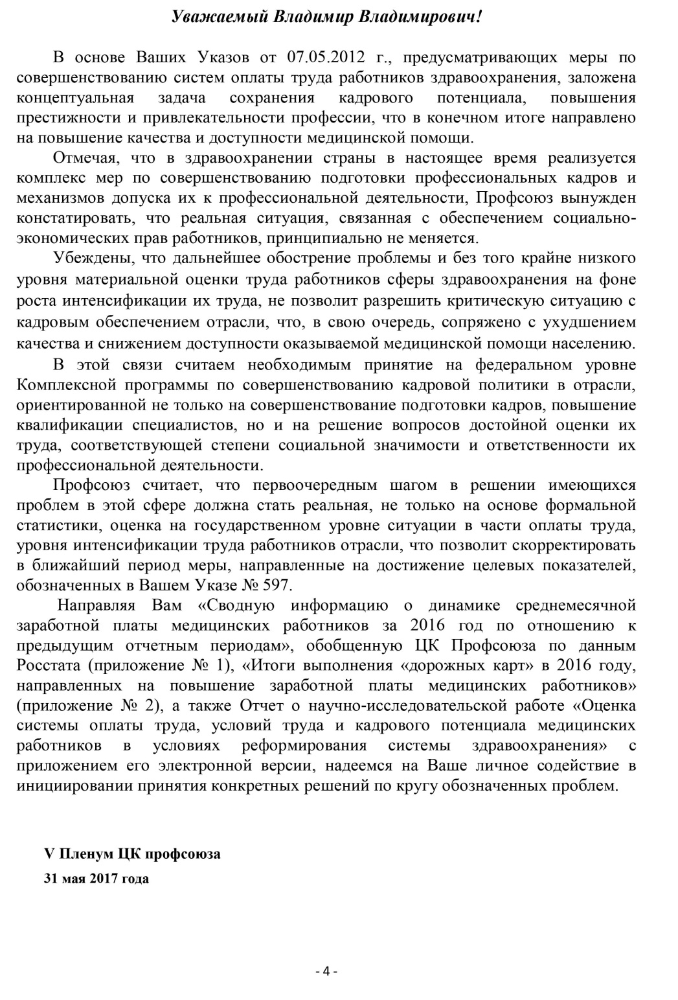 Уважаемый Владимир Владимирович!
В основе Ваших Указов от 07.05.2012 г., предусматривающих меры по
совершенствованию систем оплаты труда работников здравоохранения, заложена
концептуальная задача сохранения кадрового потенциала, повышения
престижности и привлекательности профессии, что в конечном итоге направлено
на повышение качества и доступности медицинской помощи.
Отмечая, что в здравоохранении страны в настоящее время реализуется
комплекс мер по совершенствованию подготовки профессиональных кадров и
механизмов допуска их к профессиональной деятельности, Профсоюз вынужден
констатировать, что реальная ситуация, связанная с обеспечением социально-
экономических прав работников, принципиально не меняется.
Убеждены, что дальнейшее обострение проблемы и без того крайне низкого
уровня материальной оценки труда работников сферы здравоохранения на фоне
роста интенсификации их труда, не позволит разрешить критическую ситуацию с
кадровым обеспечением отрасли, что, в свою очередь, сопряжено с ухудшением
качества и снижением доступности оказываемой медицинской помощи населению.
В этой связи считаем необходимым принятие на федеральном уровне
Комплексной программы по совершенствованию кадровой политики в отрасли,
ориентированной не только на совершенствование подготовки кадров, повышение
квалификации специалистов, но и на решение вопросов достойной оценки их
труда, соответствующей степени социальной значимости и ответственности их
профессиональной деятельности.
Профсоюз считает, что первоочередным шагом в решении имеющихся
проблем в этой сфере должна стать реальная, не только на основе формальной
статистики, оценка на государственном уровне ситуации в части оплаты труда,
уровня интенсификации труда работников отрасли, что позволит скорректировать
в ближайший период меры, направленные на достижение целевых показателей,
обозначенных в Вашем Указе № 597.
Направляя Вам «Сводную информацию о динамике среднемесячной
заработной платы медицинских работников за 2016 год по отношению к
предыдущим отчетным периодам», обобщенную ЦК Профсоюза по данным
Росстата (приложение № 1), «Итоги выполнения «дорожных карт» в 2016 году,
направленных на повышение заработной платы медицинских работников»
(приложение № 2), а также Отчет о научно-исследовательской работе «Оценка
системы оплаты труда, условий труда и кадрового потенциала медицинских
работников в условиях реформирования системы здравоохранения» с
приложением его электронной версии, надеемся на Ваше личное содействие в
инициировании принятия конкретных решений по кругу обозначенных проблем.
V Пленум ЦК профсоюза
31 мая 2017 года
- 4 -